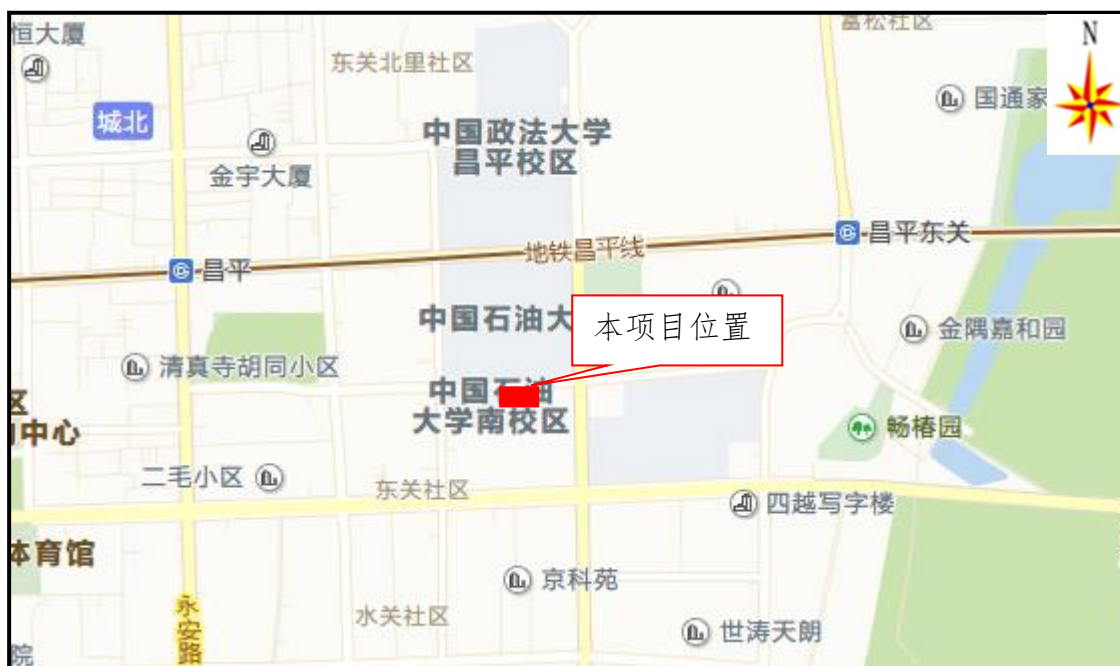 恒大厦
富松社区
N
东关北里社区
国通家
城北
中国政法大学
昌平校区
金宇大厦
昌平东关
地铁昌平线
昌平
中国石油大
本项目位置
金隅嘉和园
清真寺胡同小区
中国石油
大学南校区
区
中心
畅椿园
二毛小区
东关社区
四越写字楼
体育馆
京科苑
永安路
水关社区
世涛天朗
院